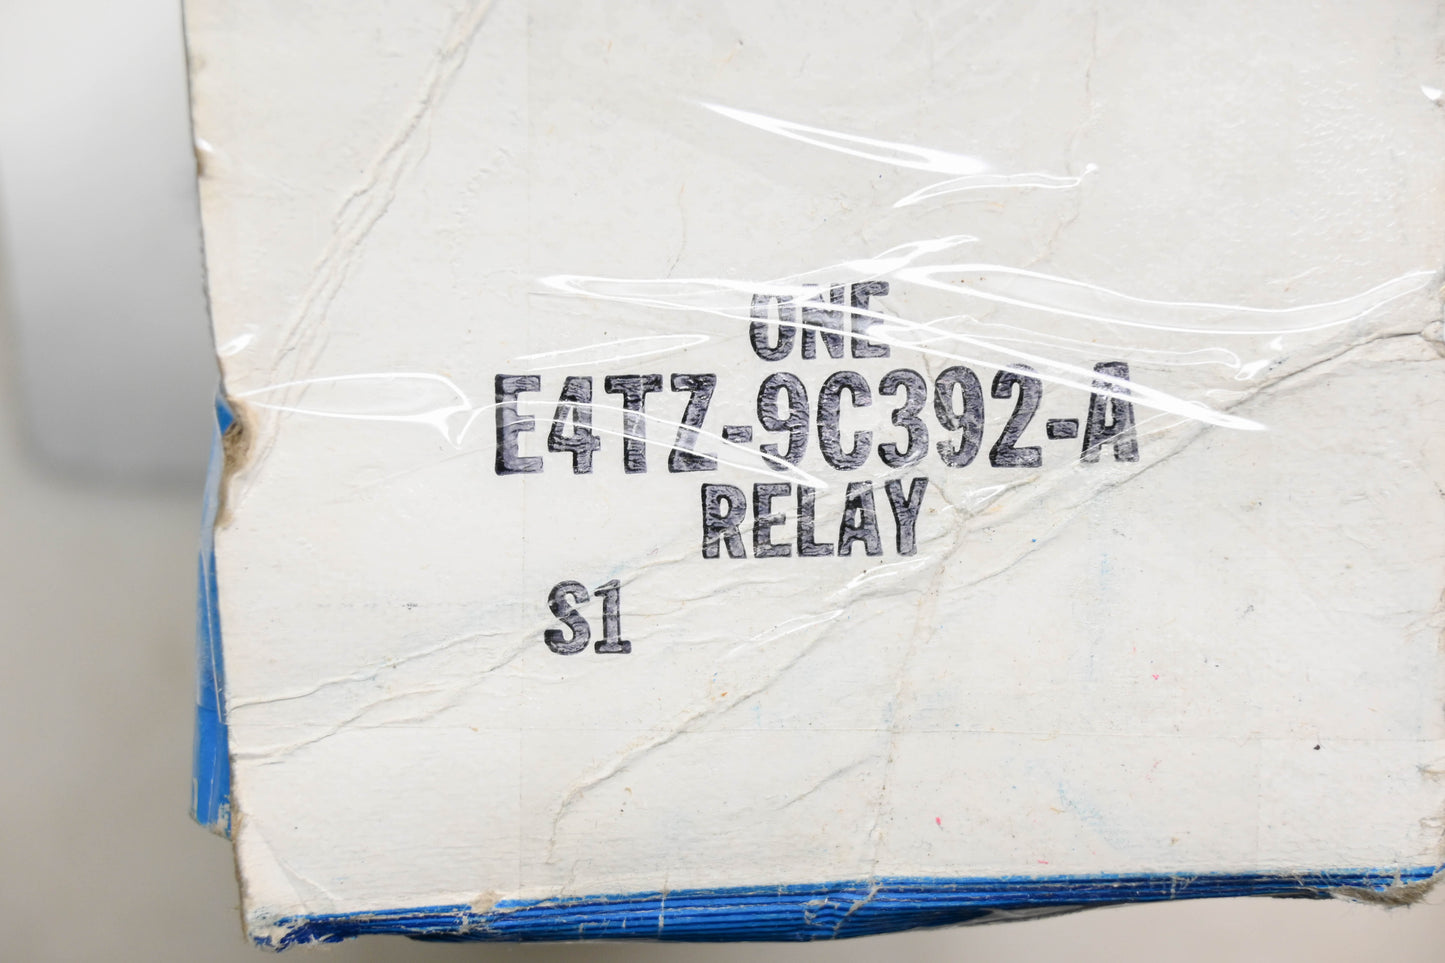 ONE
E4TZ-9C392-A
RELAY
S1